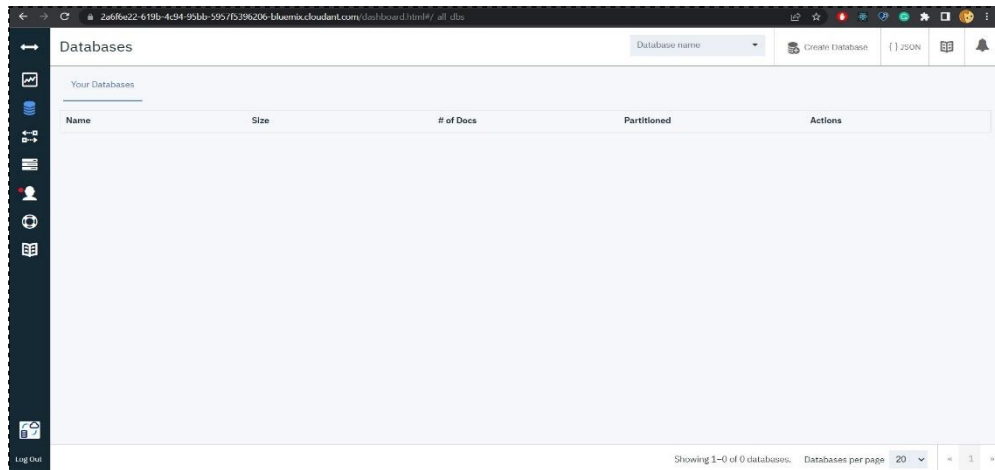 2a6f6e22-619b-4c94-95bb-5957f5396206-bluemix.cloudant.com/dashboard.html#/_all_dbs
Databases
Database name
Create Database
{ } JSON
Your Databases
Name Size # of Docs Partitioned Actions
Log Out
Showing 1–0 of 0 databases. Databases per page 20 « 1 »